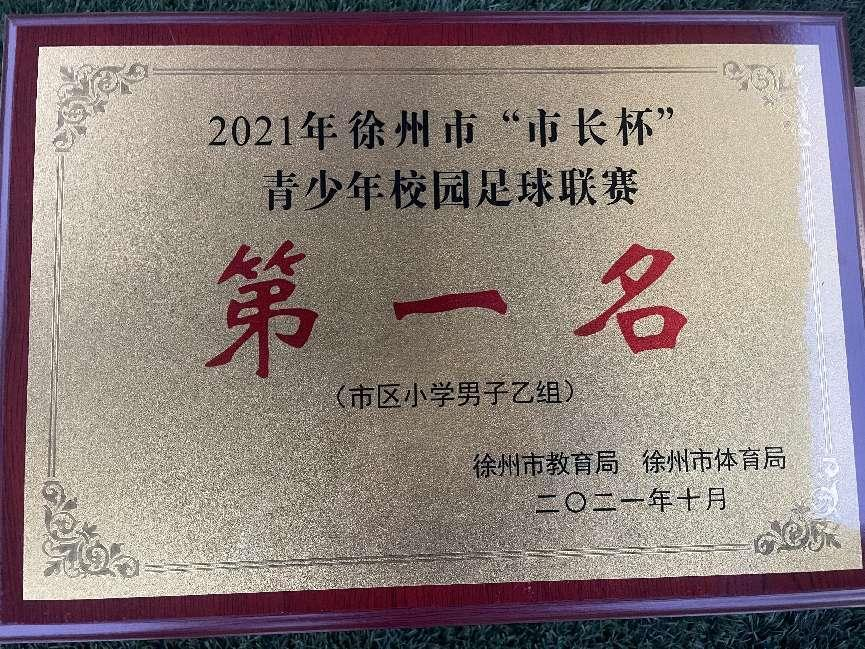 2021年徐州市“市长杯”
青少年校园足球联赛
第一名
（市区小学男子乙组）
徐州市教育局 徐州市体育局
二〇二一年十月